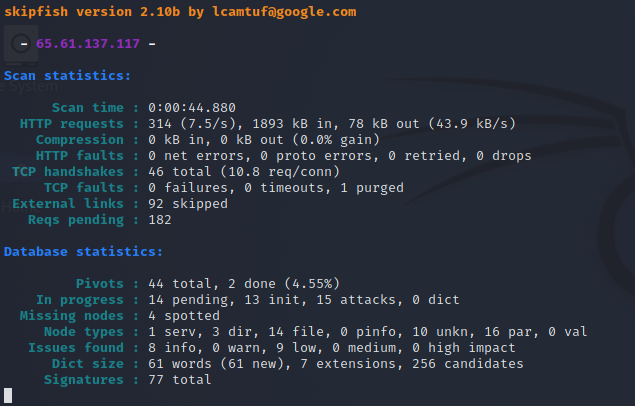 skipfish version 2.10b by lcamtuf@google.com
- 65.61.137.117 -
Scan statistics:
Scan time : 0:00:44.880
HTTP requests : 314 (7.5/s), 1893 kB in, 78 kB out (43.9 kB/s)
Compression : 0 kB in, 0 kB out (0.0% gain)
HTTP faults : 0 net errors, 0 proto errors, 0 retried, 0 drops
TCP handshakes : 46 total (10.8 req/conn)
TCP faults : 0 failures, 0 timeouts, 1 purged
External links : 92 skipped
Reqs pending : 182
Database statistics:
Pivots : 44 total, 2 done (4.55%)
In progress : 14 pending, 13 init, 15 attacks, 0 dict
Missing nodes : 4 spotted
Node types : 1 serv, 3 dir, 14 file, 0 pinfo, 10 unkn, 16 par, 0 val
Issues found : 8 info, 0 warn, 9 low, 0 medium, 0 high impact
Dict size : 61 words (61 new), 7 extensions, 256 candidates
Signatures : 77 total